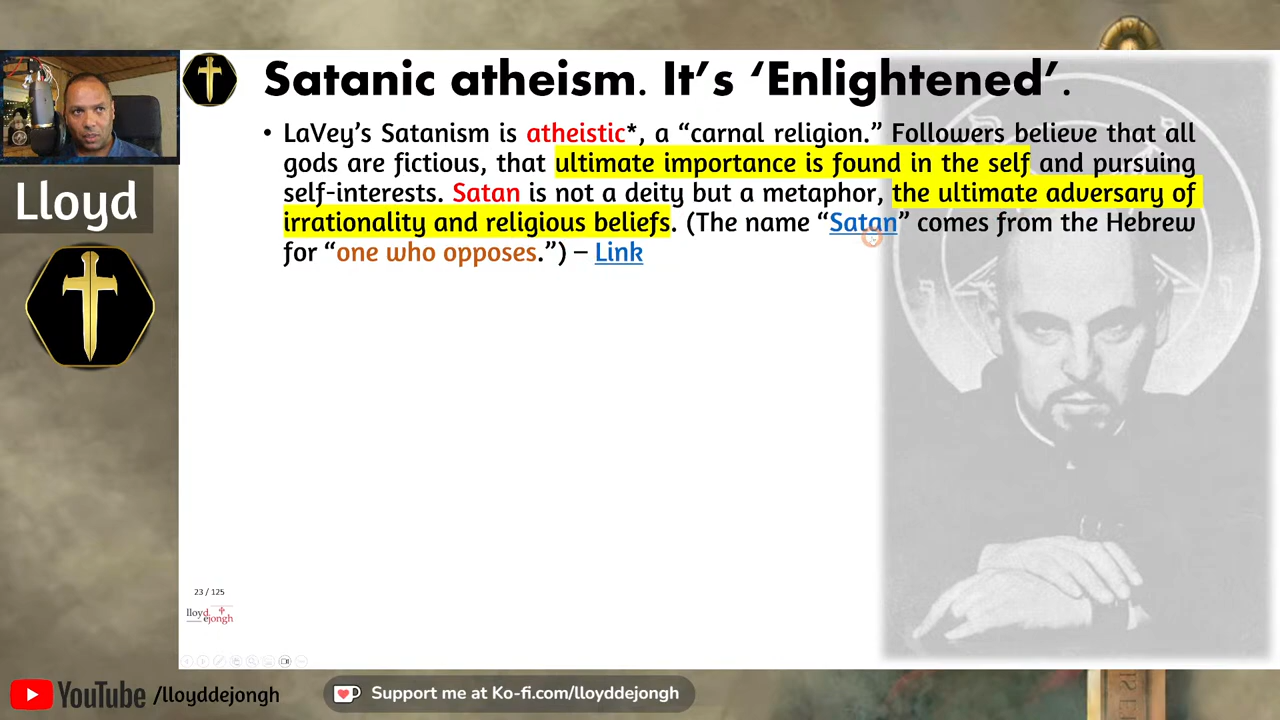 Satanic atheism. It's 'Enlightened'.
• LaVey's Satanism is atheistic*, a “carnal religion.” Followers believe that all
gods are fictious, that ultimate importance is found in the self and pursuing
self-interests. Satan is not a deity but a metaphor, the ultimate adversary of
irrationality and religious beliefs. (The name “Satan” comes from the Hebrew
for “one who opposes.”) – Link
Lloyd
23 / 125
lloyd
ejongh
YouTube /lloyddejongh
Support me at Ko-fi.com/lloyddejongh